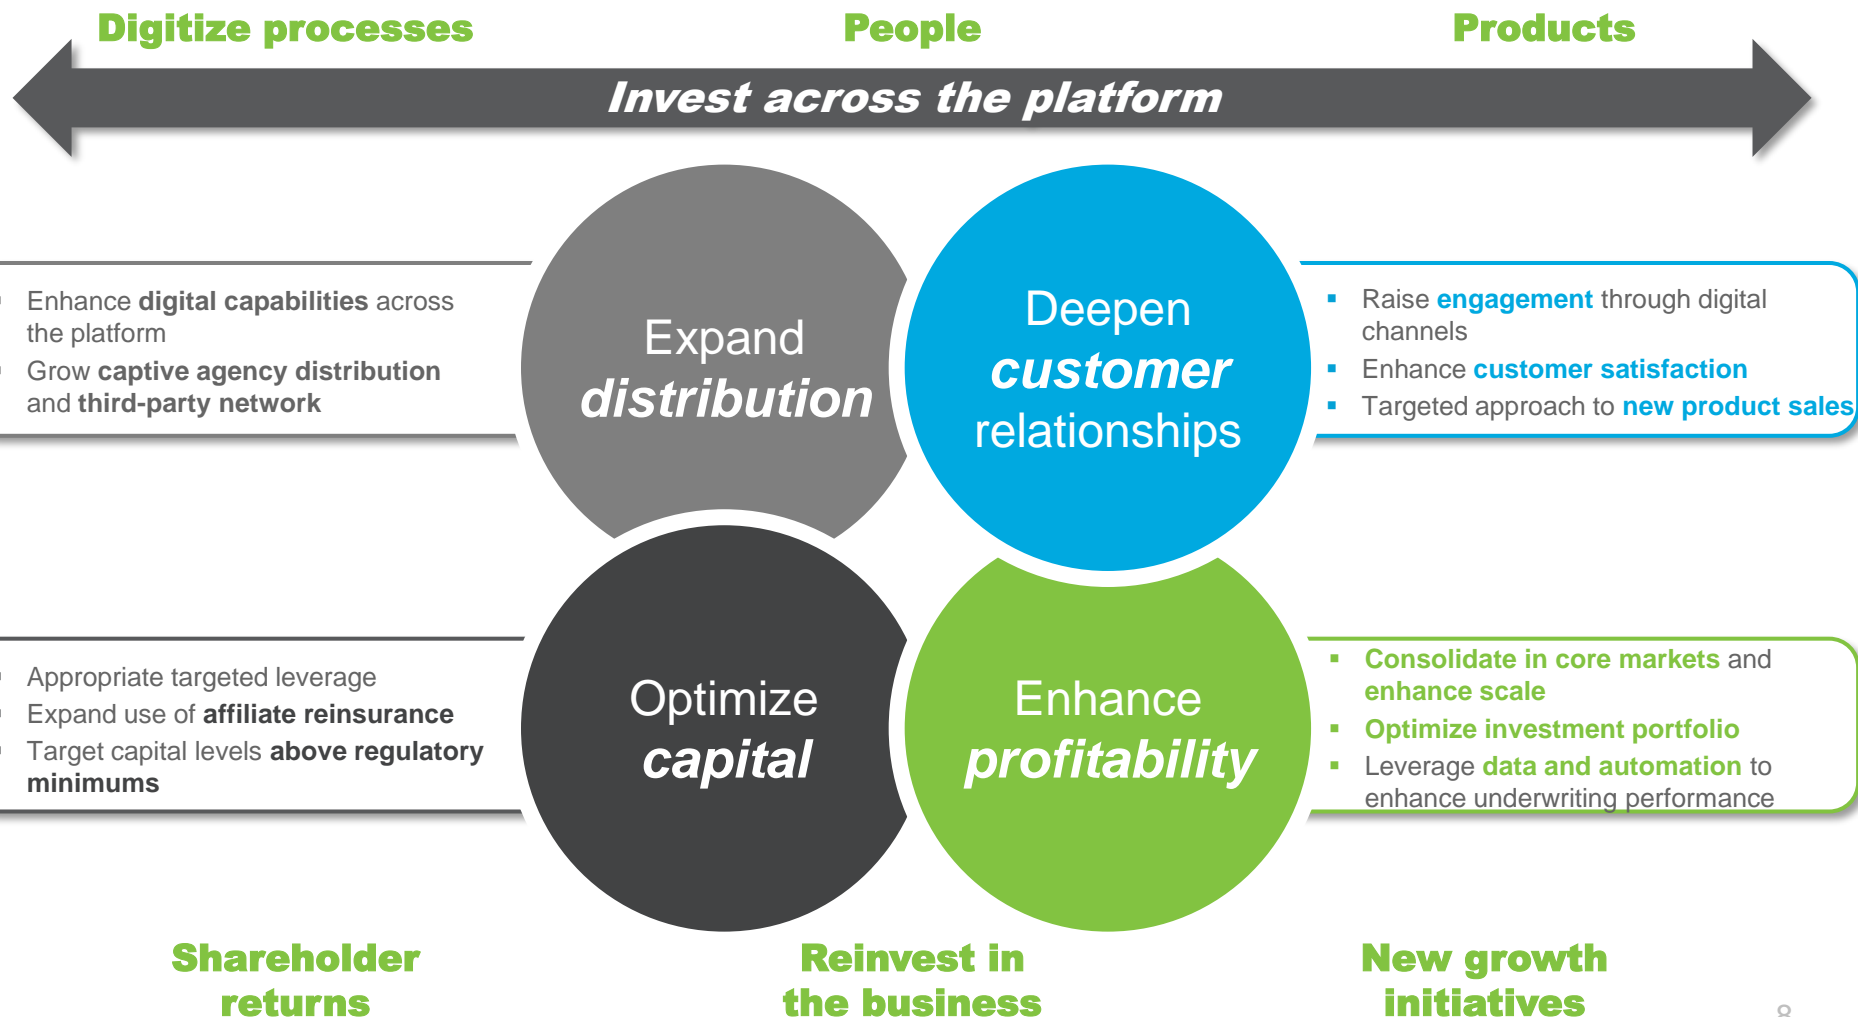 Digitize processes
People
Products
Invest across the platform
Enhance digital capabilities across
the platform
Grow captive agency distribution
and third-party network
Expand
distribution
Deepen
customer
relationships
Raise engagement through digital
channels
Enhance customer satisfaction
Targeted approach to new product sales
Appropriate targeted leverage
Expand use of affiliate reinsurance
Target capital levels above regulatory
minimums
Optimize
capital
Enhance
profitability
Consolidate in core markets and
enhance scale
Optimize investment portfolio
Leverage data and automation to
enhance underwriting performance
Shareholder
returns
Reinvest in
the business
New growth
initiatives
8